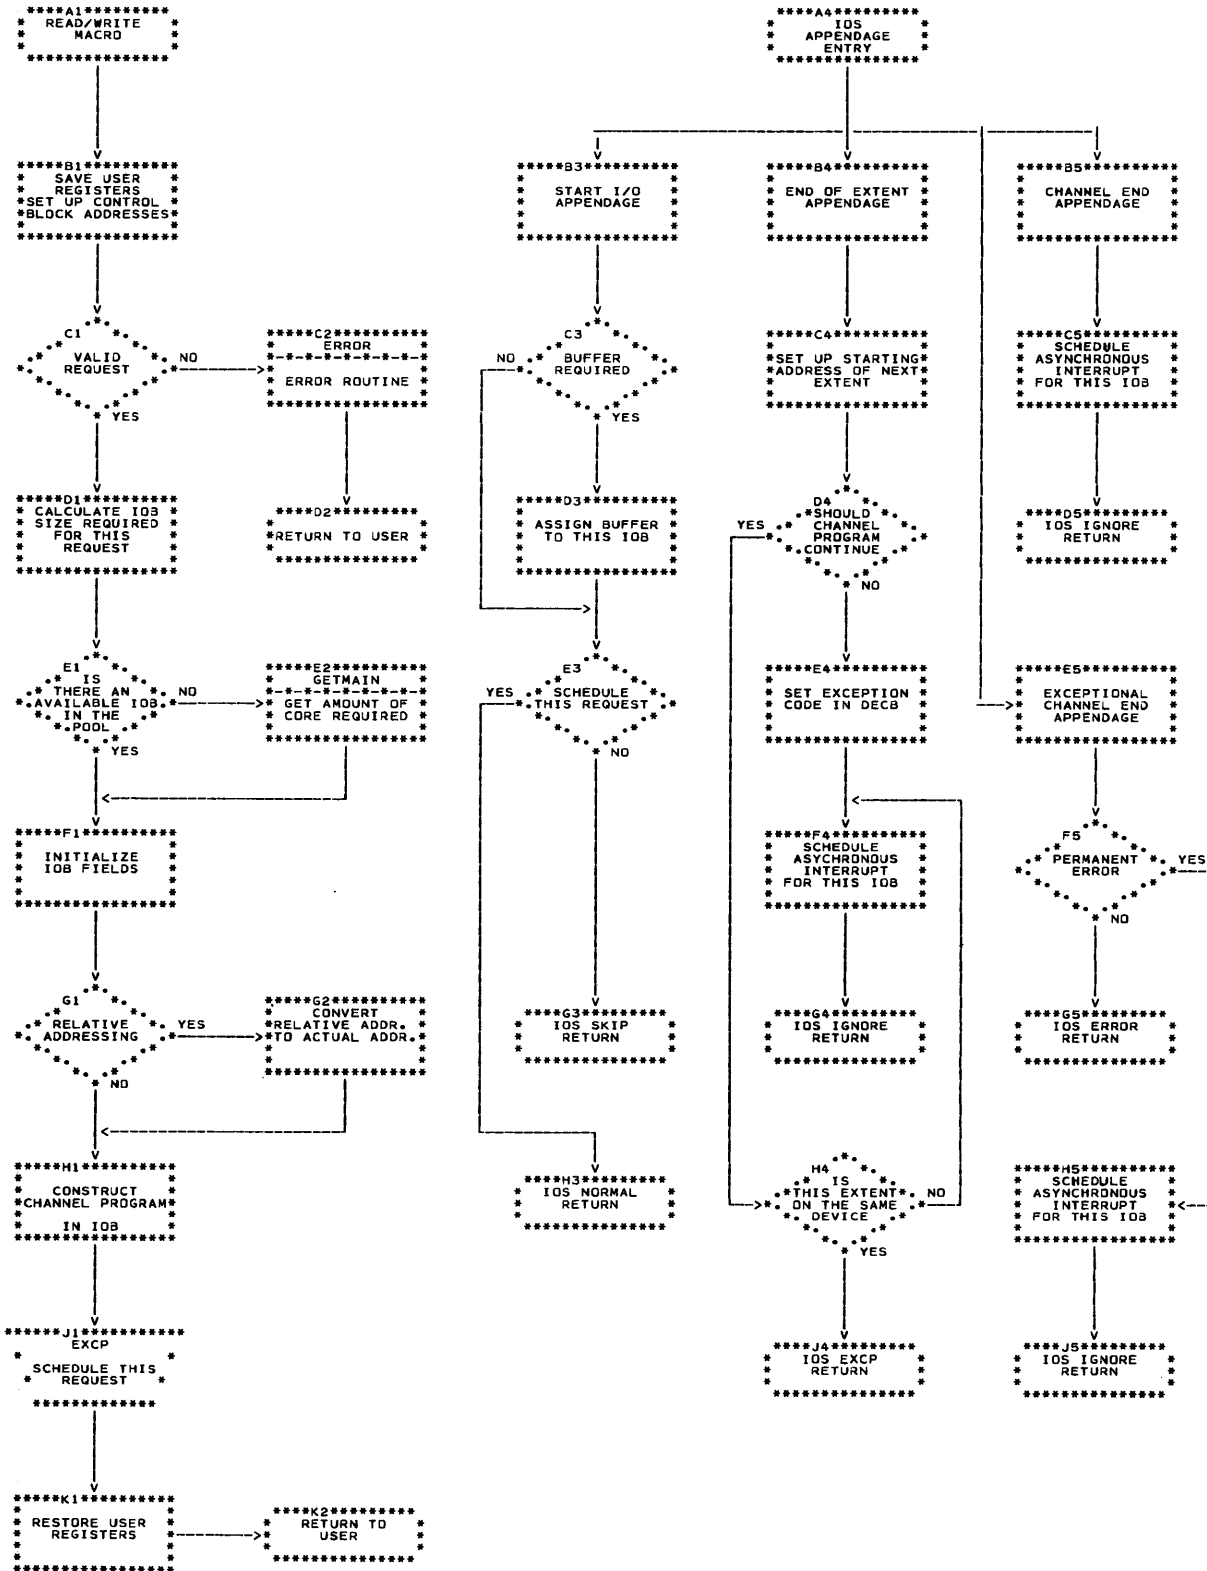 A1
READ/WRITE
MACRO
B1
SAVE USER
REGISTERS
SET UP CONTROL
BLOCK ADDRESSES
C1
VALID
REQUEST
NO
YES
C2
ERROR
ERROR ROUTINE
D1
CALCULATE IOB
SIZE REQUIRED
FOR THIS
REQUEST
D2
RETURN TO USER
E1
IS
THERE AN
AVAILABLE IOB
IN THE
POOL
NO
YES
E2
GETMAIN
GET AMOUNT OF
CORE REQUIRED
F1
INITIALIZE
IOB FIELDS
G1
RELATIVE
ADDRESSING
YES
NO
G2
CONVERT
RELATIVE ADDR.
TO ACTUAL ADDR.
H1
CONSTRUCT
CHANNEL PROGRAM
IN IOB
J1
EXCP
SCHEDULE THIS
REQUEST
K1
RESTORE USER
REGISTERS
K2
RETURN TO
USER
A4
IOS
APPENDAGE
ENTRY
B3
START I/O
APPENDAGE
C3
BUFFER
REQUIRED
NO
YES
D3
ASSIGN BUFFER
TO THIS IOB
E3
SCHEDULE
THIS REQUEST
YES
NO
G3
IOS SKIP
RETURN
H3
IOS NORMAL
RETURN
B4
END OF EXTENT
APPENDAGE
C4
SET UP STARTING
ADDRESS OF NEXT
EXTENT
D4
SHOULD
CHANNEL
PROGRAM
CONTINUE
YES
NO
E4
SET EXCEPTION
CODE IN DECB
F4
SCHEDULE
ASYCHRONOUS
INTERRUPT
FOR THIS IOB
G4
IOS IGNORE
RETURN
H4
IS
THIS EXTENT
ON THE SAME
DEVICE
NO
YES
J4
IOS EXCP
RETURN
B5
CHANNEL END
APPENDAGE
C5
SCHEDULE
ASYNCHRONOUS
INTERRUPT
FOR THIS IOB
D5
IOS IGNORE
RETURN
E5
EXCEPTIONAL
CHANNEL END
APPENDAGE
F5
PERMANENT
ERROR
YES
NO
G5
IOS ERROR
RETURN
H5
SCHEDULE
ASYNCHRONOUS
INTERRUPT
FOR THIS IOB
J5
IOS IGNORE
RETURN